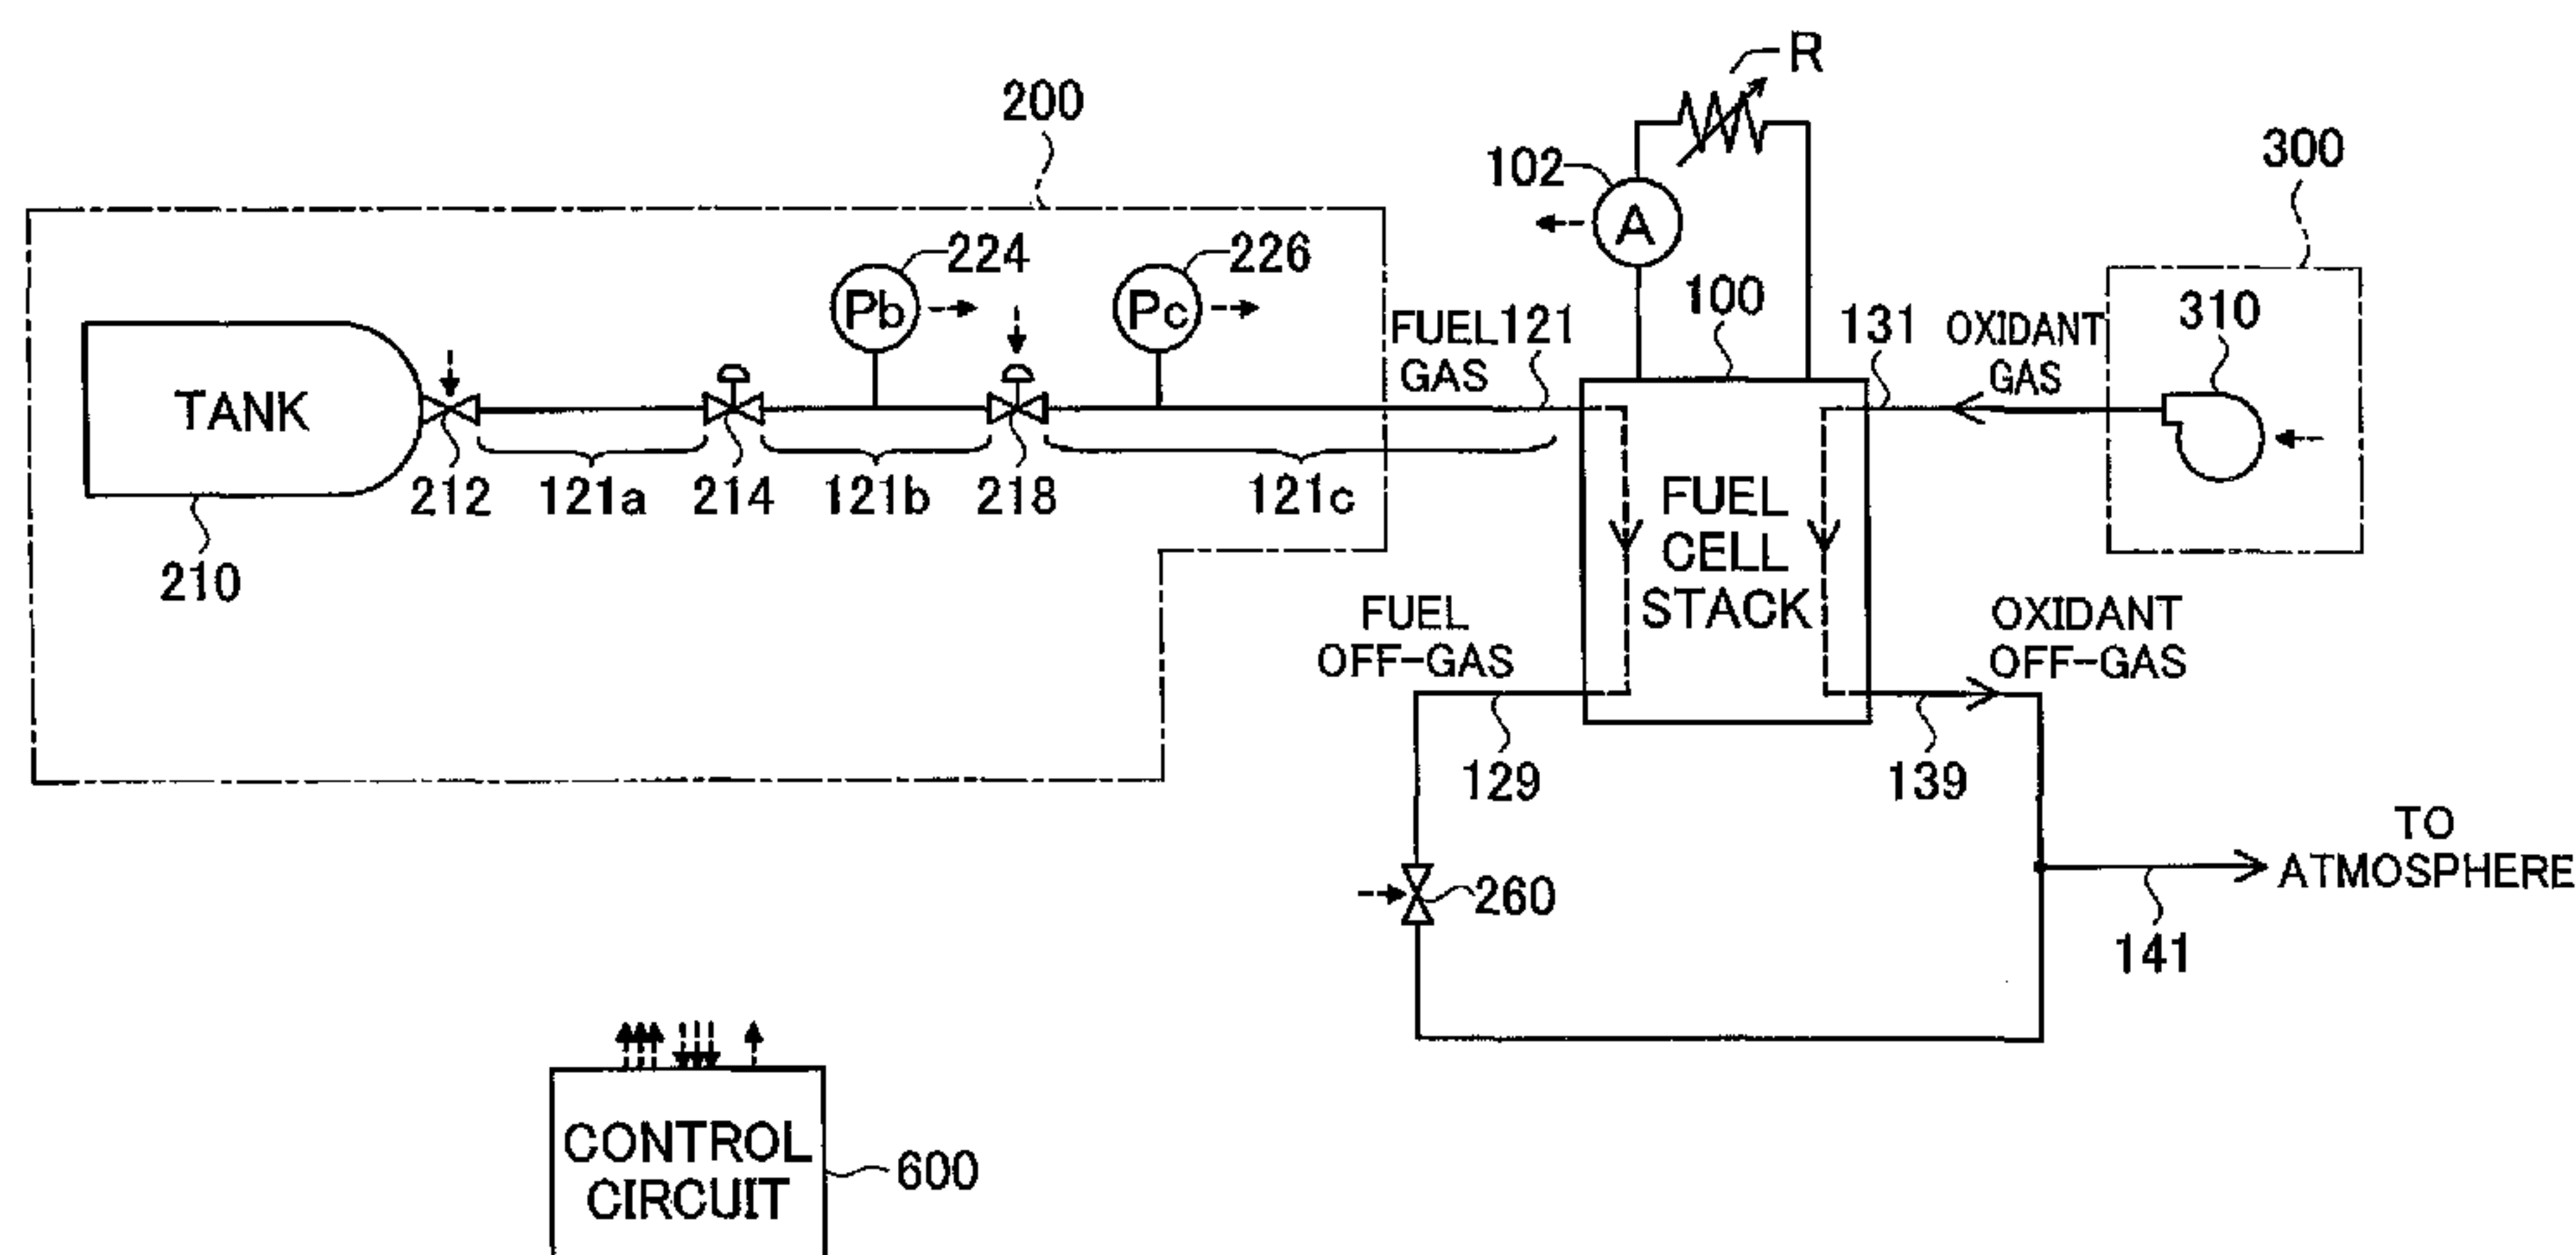 R
200
102
A
300
224
226
Pb
Pc
100
FUEL 121
GAS
131
OXIDANT
GAS
310
TANK
212
121a
214
121b
218
121c
210
FUEL
CELL
STACK
FUEL
OFF-GAS
OXIDANT
OFF-GAS
129
139
TO
ATMOSPHERE
260
141
CONTROL
CIRCUIT
600